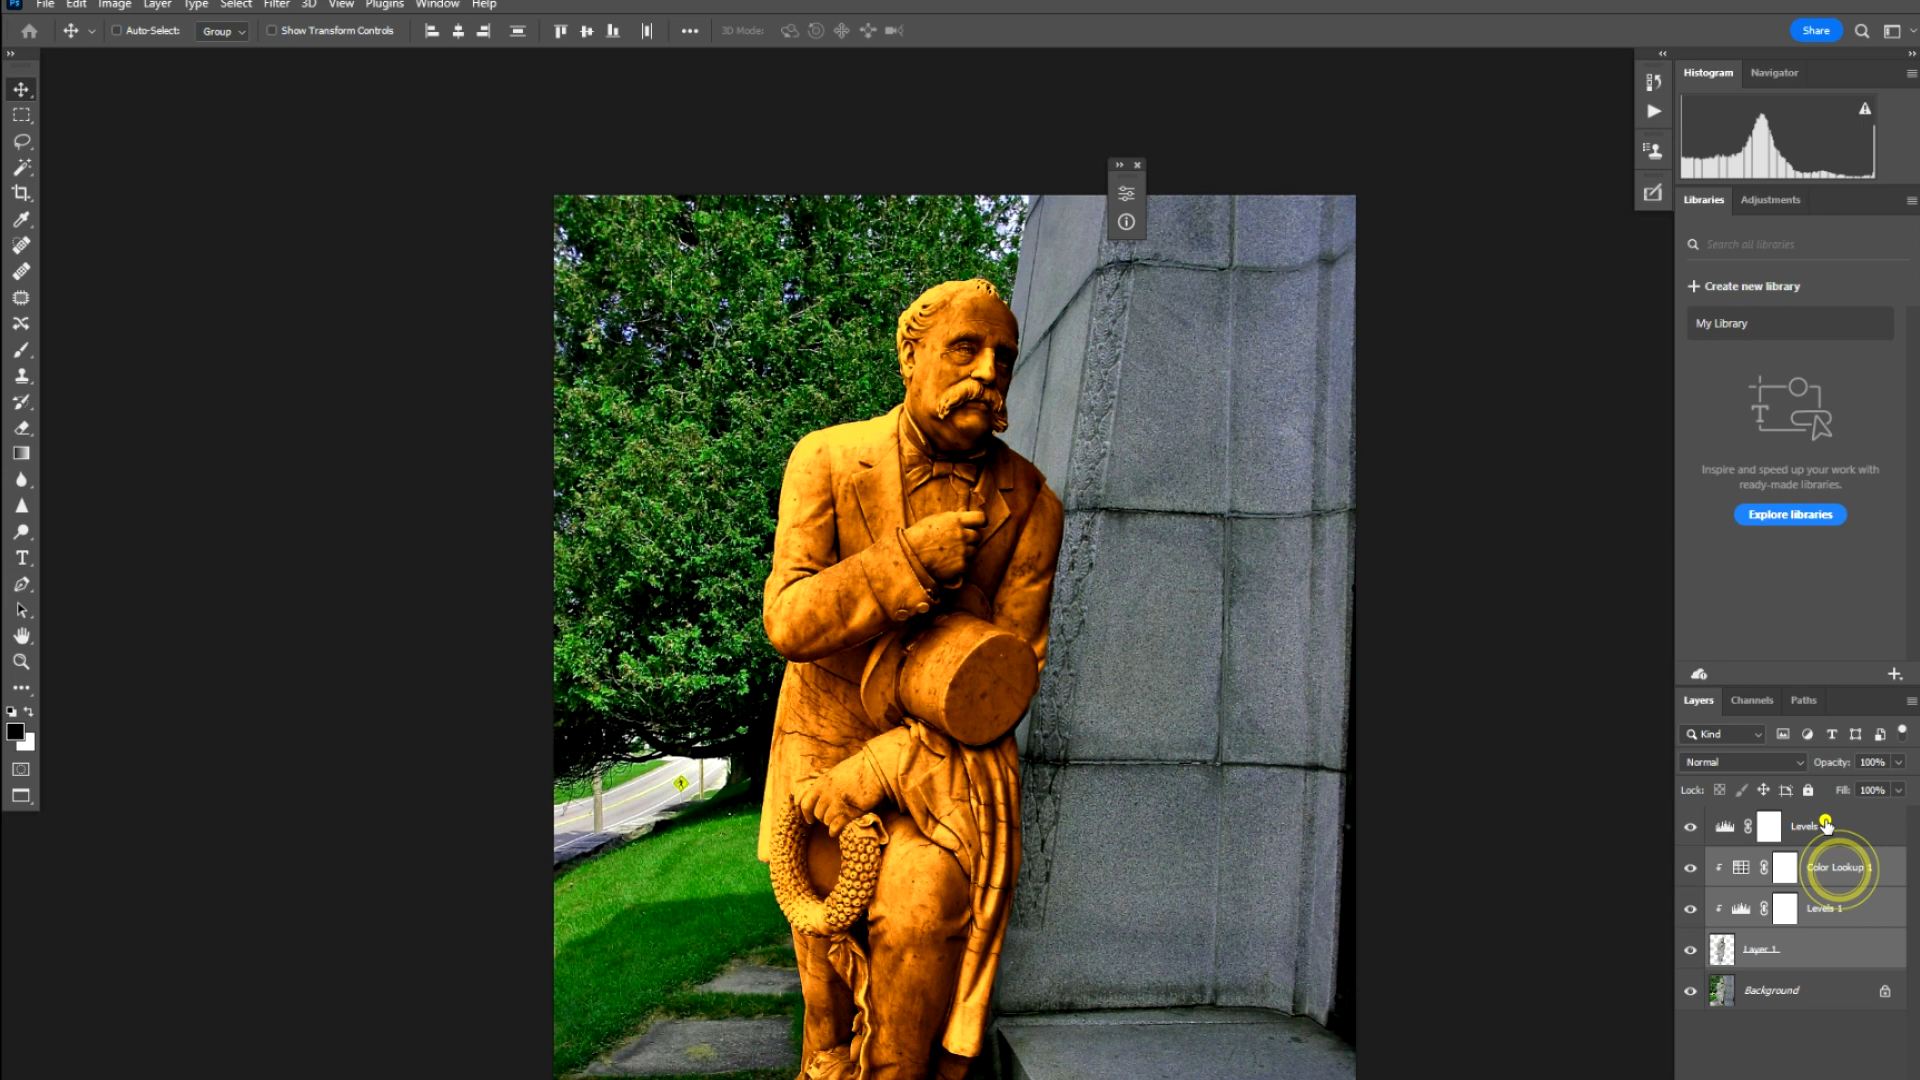 Ps File Edit Image Layer Type Select Filter 3D View Plugins Window Help
Auto-Select: Group Show Transform Controls 3D Mode: Share
Histogram Navigator
Libraries Adjustments
Search all libraries
+ Create new library
My Library
Inspire and speed up your work with
ready-made libraries.
Explore libraries
Layers Channels Paths
Kind
Normal Opacity: 100%
Lock: Fill: 100%
Levels
Color Lookup 1
Levels 1
Layer 1
Background